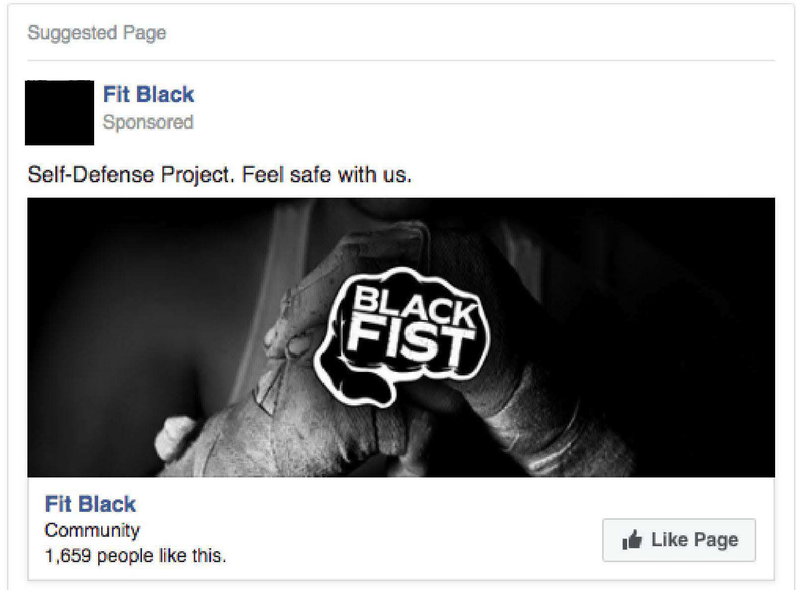 Suggested Page
Fit Black
Sponsored
Self-Defense Project. Feel safe with us.
BLACK
FIST
Fit Black
Community
1,659 people like this.
Like Page